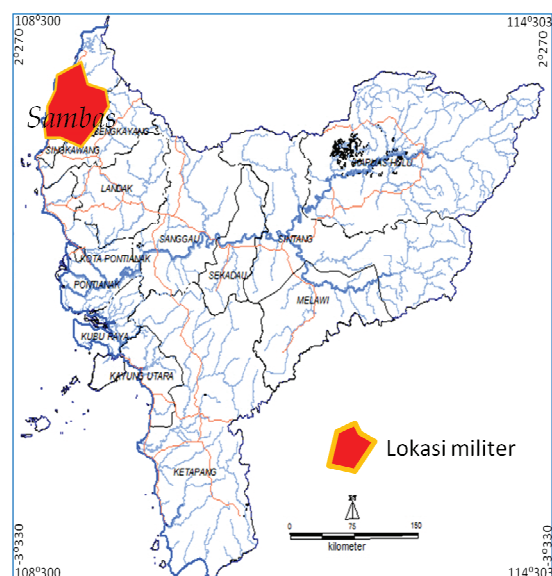 108°300
114°303
2°270
2°270
Sambas
BENGKAYANG
SINGKAWANG
KAPUAS HULU
LANDAK
SANGGAU
SINTANG
KOTA PONTIANAK
SEKADAU
PONTIANAK
MELAWI
KUBU RAYA
KAYUNG UTARA
Lokasi militer
KETAPANG
0 75 150
kilometer
-3°330
-3°330
108°300
114°303